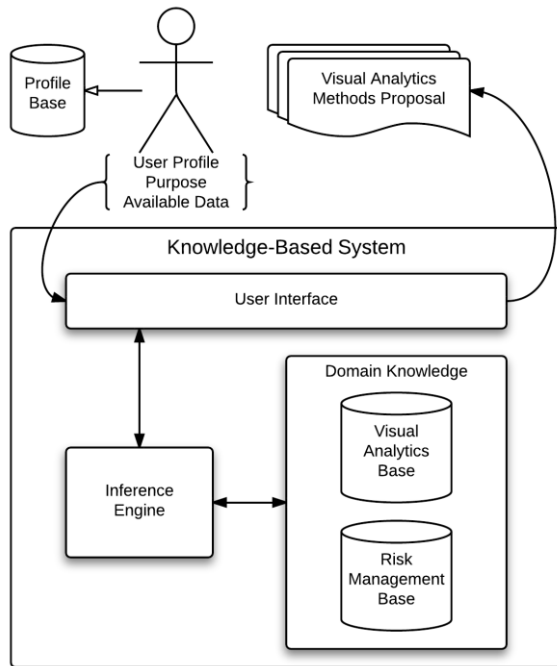 Profile
Base
Visual Analytics
Methods Proposal
User Profile
Purpose
Available Data
Knowledge-Based System
User Interface
Domain Knowledge
Visual
Analytics
Base
Inference
Engine
Risk
Management
Base